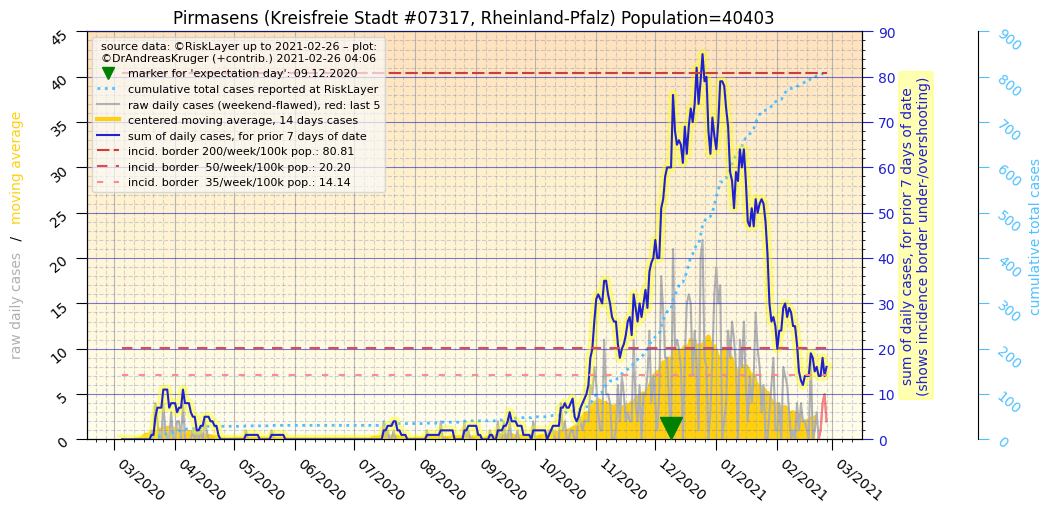 Pirmasens (Kreisfreie Stadt #07317, Rheinland-Pfalz) Population=40403
source data: ©RiskLayer up to 2021-02-26 – plot:
©DrAndreasKruger (+contrib.) 2021-02-26 04:06
marker for 'expectation day': 09.12.2020
cumulative total cases reported at RiskLayer
raw daily cases (weekend-flawed), red: last 5
centered moving average, 14 days cases
sum of daily cases, for prior 7 days of date
incid. border 200/week/100k pop.: 80.81
incid. border  50/week/100k pop.: 20.20
incid. border  35/week/100k pop.: 14.14
raw daily cases / moving average
45
40
35
30
25
20
15
10
5
0
90
80
70
60
50
40
30
20
10
0
sum of daily cases, for prior 7 days of date
(shows incidence border under-/overshooting)
900
800
700
600
500
400
300
200
100
0
cumulative total cases
03/2020
04/2020
05/2020
06/2020
07/2020
08/2020
09/2020
10/2020
11/2020
12/2020
01/2021
02/2021
03/2021